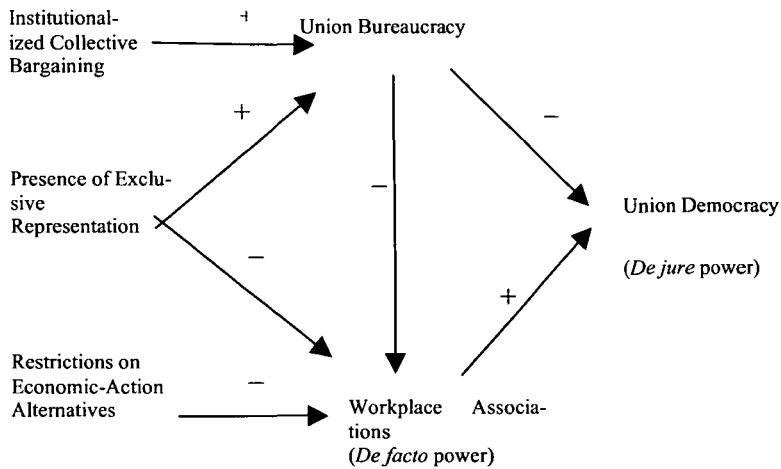 Institutional-
ized Collective
Bargaining
+
Union Bureaucracy
+
−
−
Presence of Exclu-
sive
Representation
Union Democracy
−
(De jure power)
+
Restrictions on
Economic-Action
Alternatives
−
Workplace Associa-
tions
(De facto power)